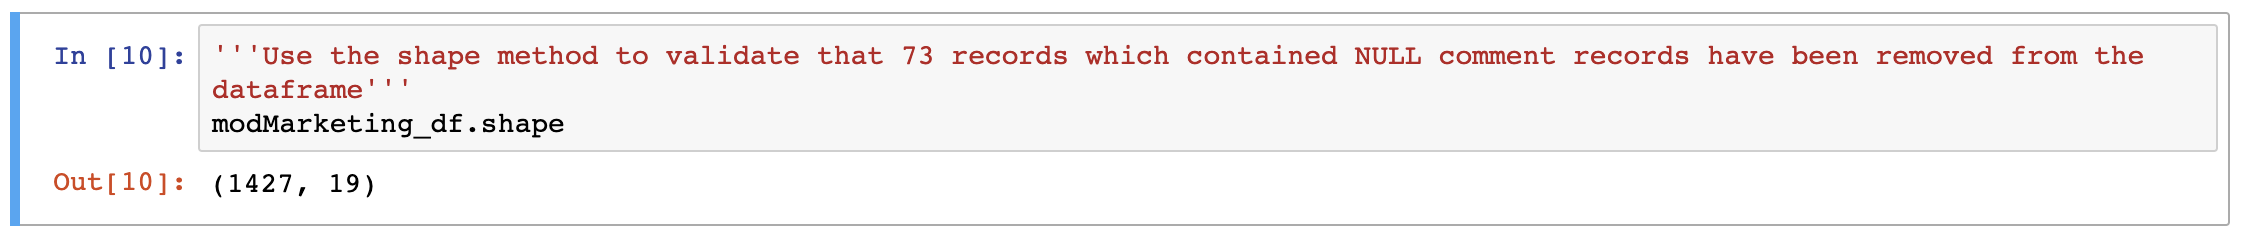 In [10]: '''Use the shape method to validate that 73 records which contained NULL comment records have been removed from the
dataframe'''
modMarketing_df.shape
Out[10]: (1427, 19)